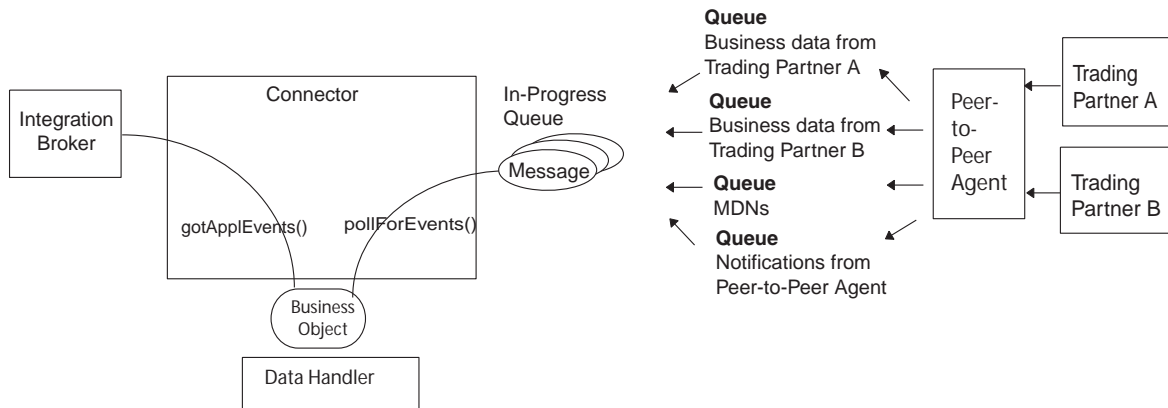 Integration
Broker
Connector
gotApplEvents()
pollForEvents()
Business
Object
Data Handler
In-Progress
Queue
Message
Queue
Business data from
Trading Partner A
Queue
Business data from
Trading Partner B
Queue
MDNs
Queue
Notifications from
Peer-to-Peer Agent
Peer-
to-
Peer
Agent
Trading
Partner A
Trading
Partner B